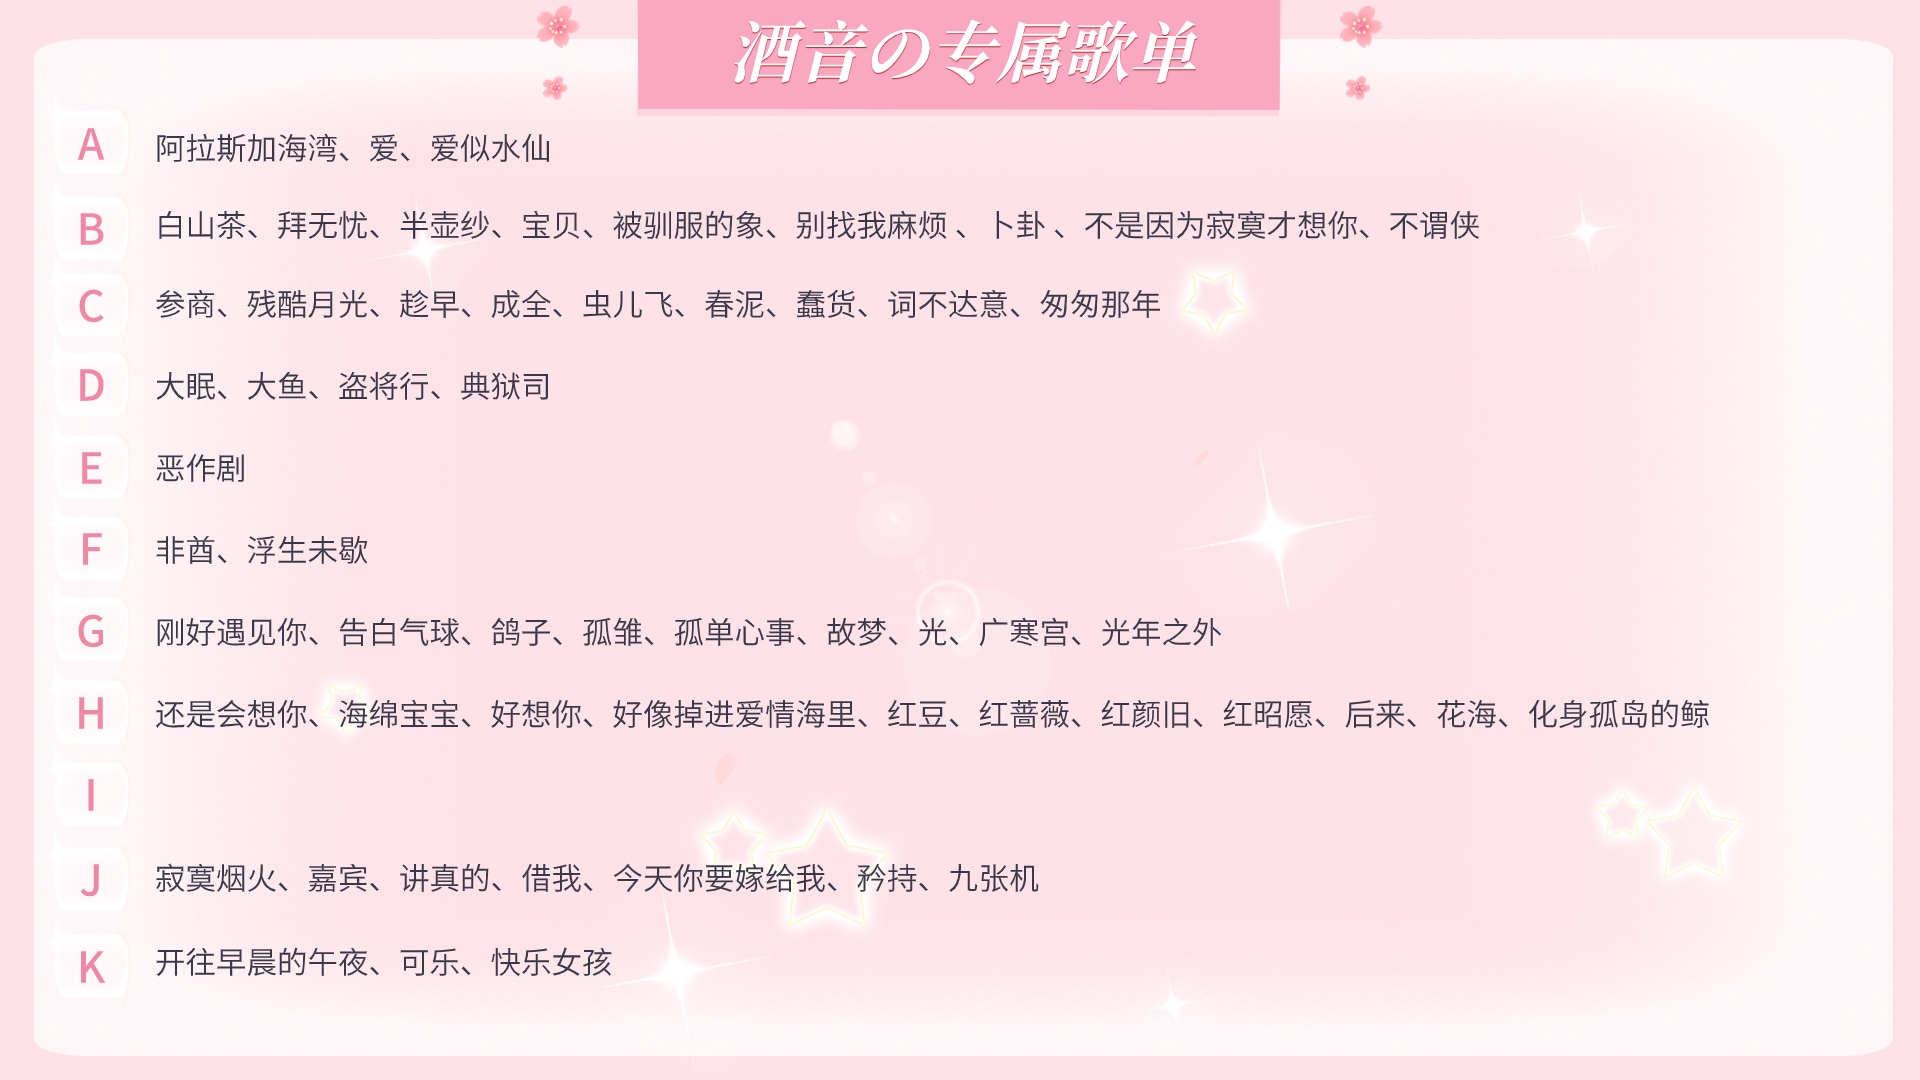 酒音の专属歌单
A 阿拉斯加海湾、爱、爱似水仙
B 白山茶、拜无忧、半壶纱、宝贝、被驯服的象、别找我麻烦 、卜卦 、不是因为寂寞才想你、不谓侠
C 参商、残酷月光、趁早、成全、虫儿飞、春泥、蠢货、词不达意、匆匆那年
D 大眠、大鱼、盗将行、典狱司
E 恶作剧
F 非酋、浮生未歇
G 刚好遇见你、告白气球、鸽子、孤雏、孤单心事、故梦、光、广寒宫、光年之外
H 还是会想你、海绵宝宝、好想你、好像掉进爱情海里、红豆、红蔷薇、红颜旧、红昭愿、后来、花海、化身孤岛的鲸
I
J 寂寞烟火、嘉宾、讲真的、借我、今天你要嫁给我、矜持、九张机
K 开往早晨的午夜、可乐、快乐女孩